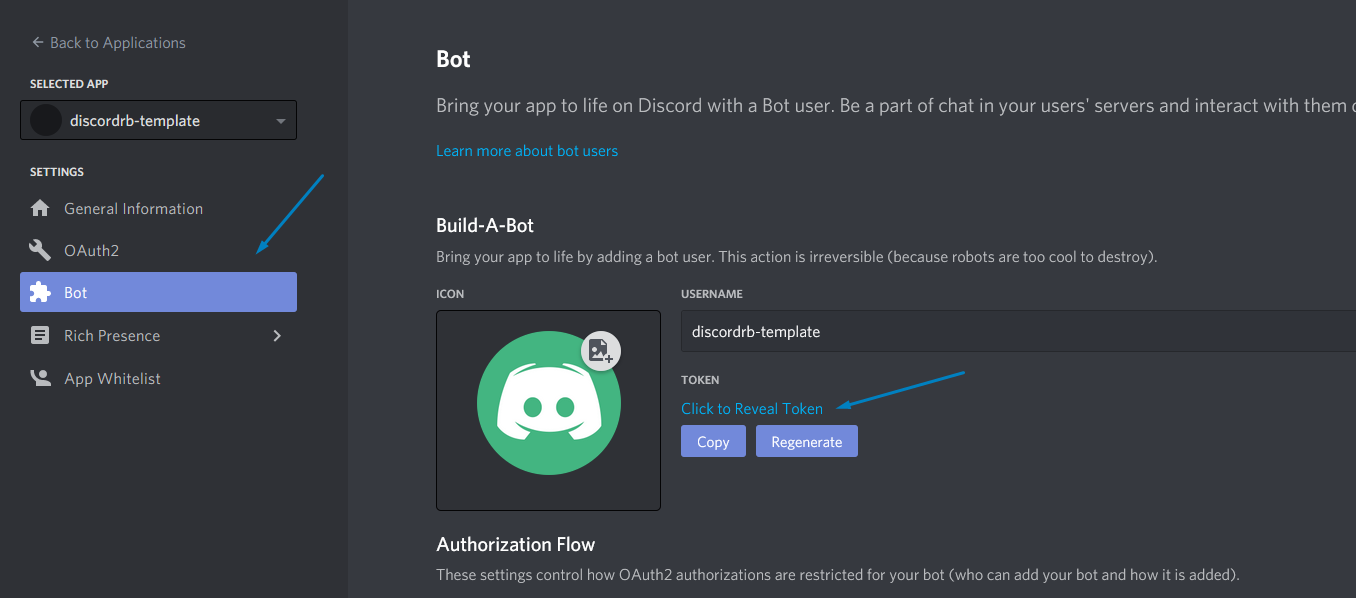 Back to Applications
SELECTED APP
discordrb-template
SETTINGS
General Information
OAuth2
Bot
Rich Presence
App Whitelist
Bot
Bring your app to life on Discord with a Bot user. Be a part of chat in your users' servers and interact with them
Learn more about bot users
Build-A-Bot
Bring your app to life by adding a bot user. This action is irreversible (because robots are too cool to destroy).
ICON
USERNAME
discordrb-template
TOKEN
Click to Reveal Token
Copy
Regenerate
Authorization Flow
These settings control how OAuth2 authorizations are restricted for your bot (who can add your bot and how it is added).